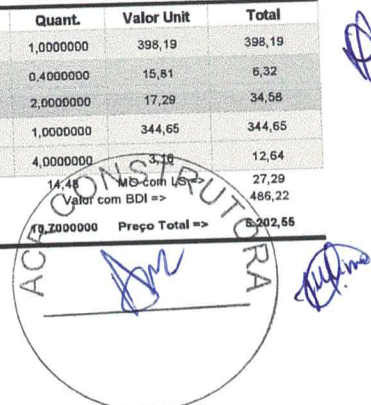 Quant. Valor Unit Total
1,0000000 398,19 398,19
0,4000000 15,81 6,32
2,0000000 17,29 34,58
1,0000000 344,65 344,65
4,0000000 3,16 12,64
14,48 MO com LS => 27,29
Valor com BDI => 486,22
10,7000000 Preço Total => 5.202,55
CONSTRUTORA